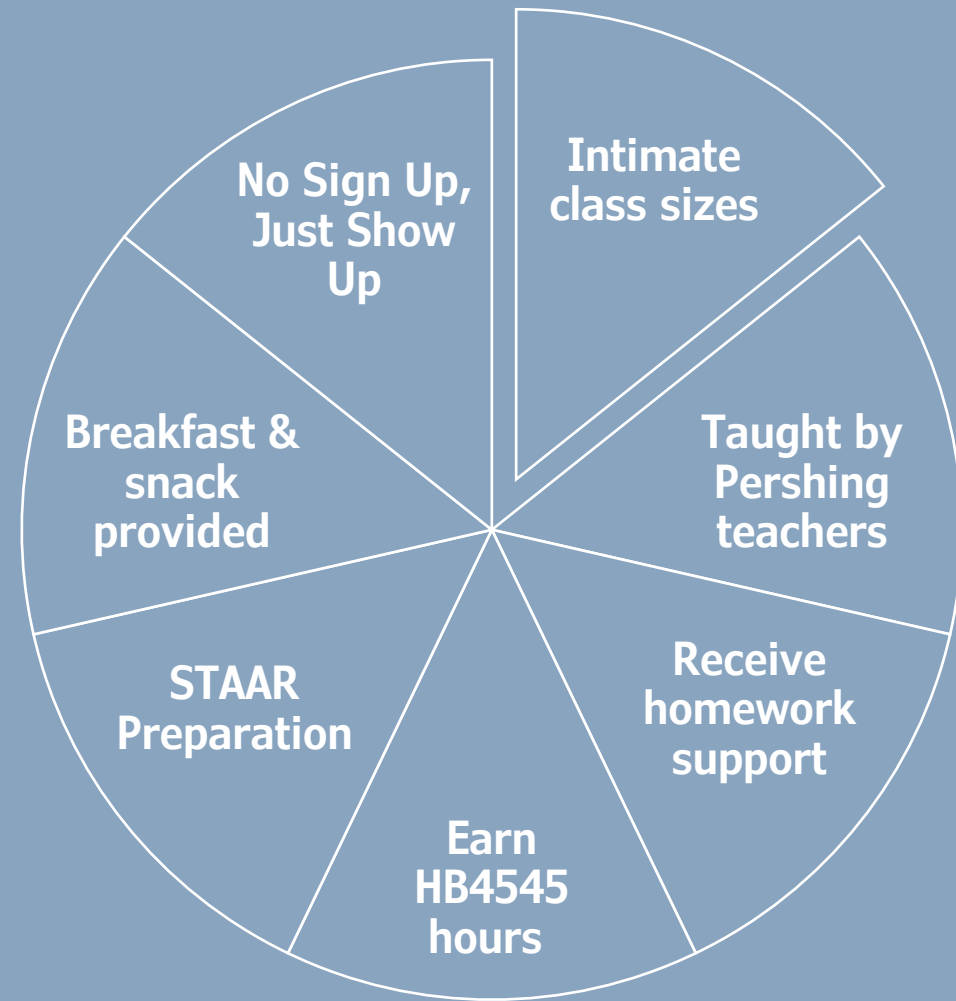 Intimate
class sizes
Taught by
Pershing
teachers
Receive
homework
support
Earn
HB4545
hours
STAAR
Preparation
Breakfast &
snack
provided
No Sign Up,
Just Show
Up